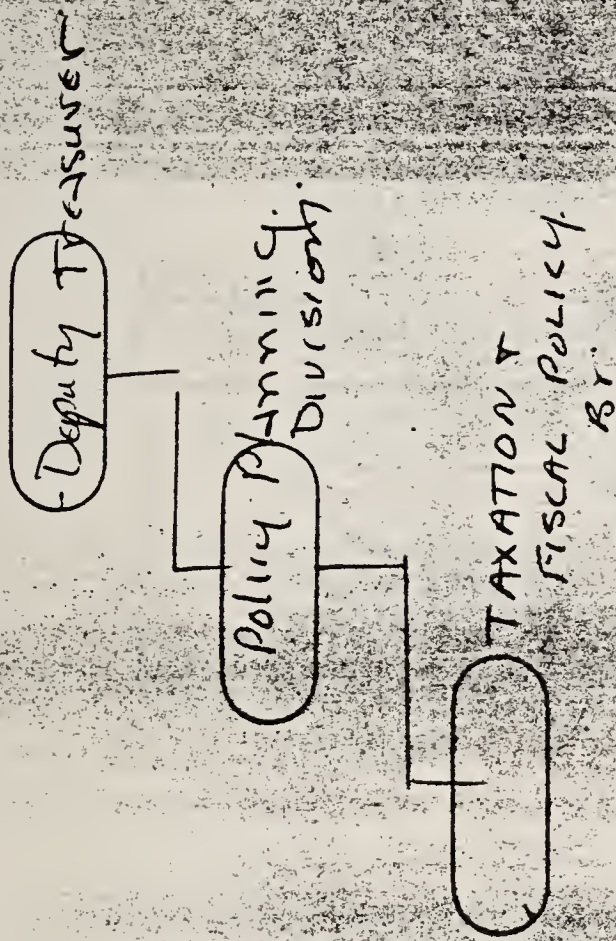 Deputy Treasurer
Policy Planning.
Division.
TAXATION &
FISCAL POLICY.
Br.